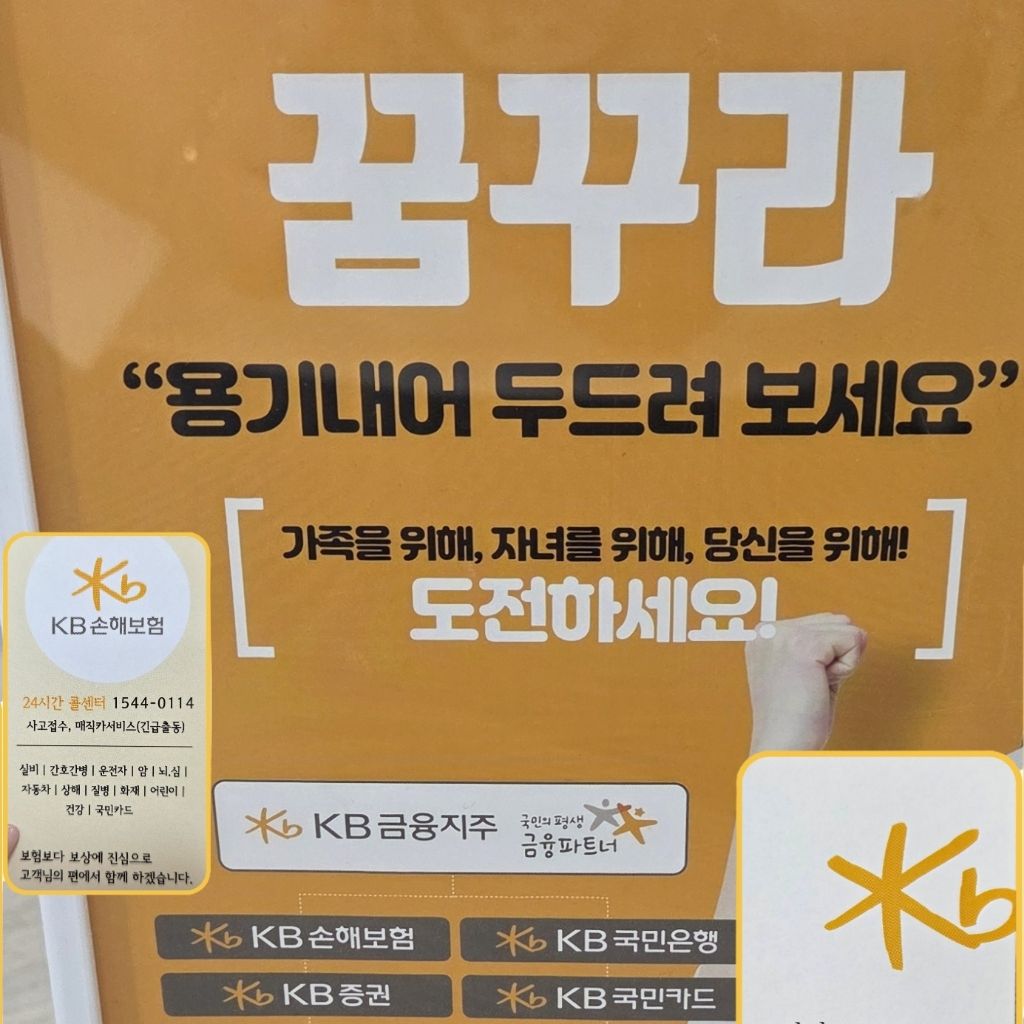 꿈꾸라
“용기내어 두드려 보세요”
가족을 위해, 자녀를 위해, 당신을 위해!
도전하세요!
Kb
KB손해보험
24시간 콜센터 1544-0114
사고접수, 매직카서비스(긴급출동)
실비 | 간호간병 | 운전자 | 암 | 뇌.심 |
자동차 | 상해 | 질병 | 화재 | 어린이 |
건강 | 국민카드
보험보다 보상에 진심으로
고객님의 편에서 함께 하겠습니다.
Kb KB금융지주 국민의 평생
금융파트너
Kb KB손해보험 Kb KB국민은행
Kb KB증권 Kb KB국민카드
Kb